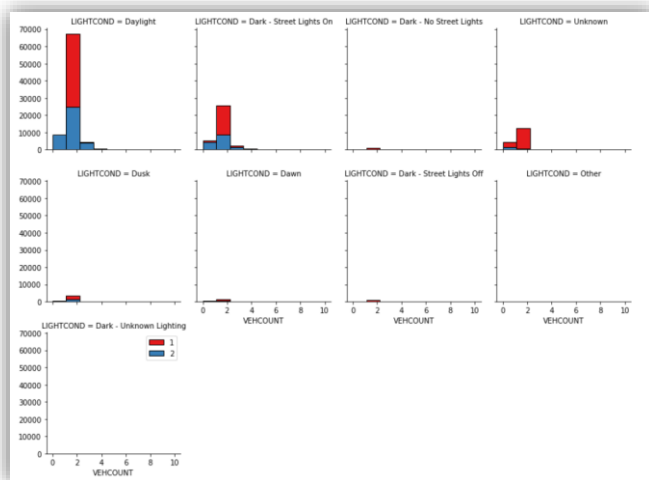 LIGHTCOND = Daylight
LIGHTCOND = Dark - Street Lights On
LIGHTCOND = Dark - No Street Lights
LIGHTCOND = Unknown
70000
60000
50000
40000
30000
20000
10000
0
LIGHTCOND = Dusk
LIGHTCOND = Dawn
LIGHTCOND = Dark - Street Lights Off
LIGHTCOND = Other
70000
60000
50000
40000
30000
20000
10000
0
0 2 4 6 8 10
VEHCOUNT
0 2 4 6 8 10
VEHCOUNT
0 2 4 6 8 10
VEHCOUNT
LIGHTCOND = Dark - Unknown Lighting
1
2
70000
60000
50000
40000
30000
20000
10000
0
0 2 4 6 8 10
VEHCOUNT